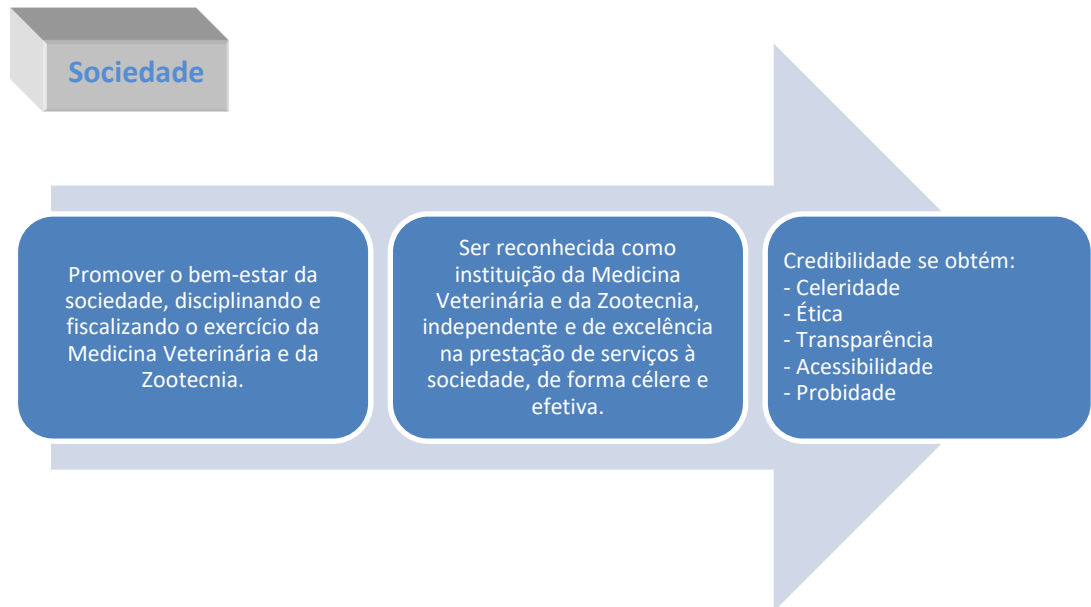 Sociedade
Promover o bem-estar da
sociedade, disciplinando e
fiscalizando o exercício da
Medicina Veterinária e da
Zootecnia.
Ser reconhecida como
instituição da Medicina
Veterinária e da Zootecnia,
independente e de excelência
na prestação de serviços à
sociedade, de forma célere e
efetiva.
Credibilidade se obtém:
- Celeridade
- Ética
- Transparência
- Acessibilidade
- Probidade